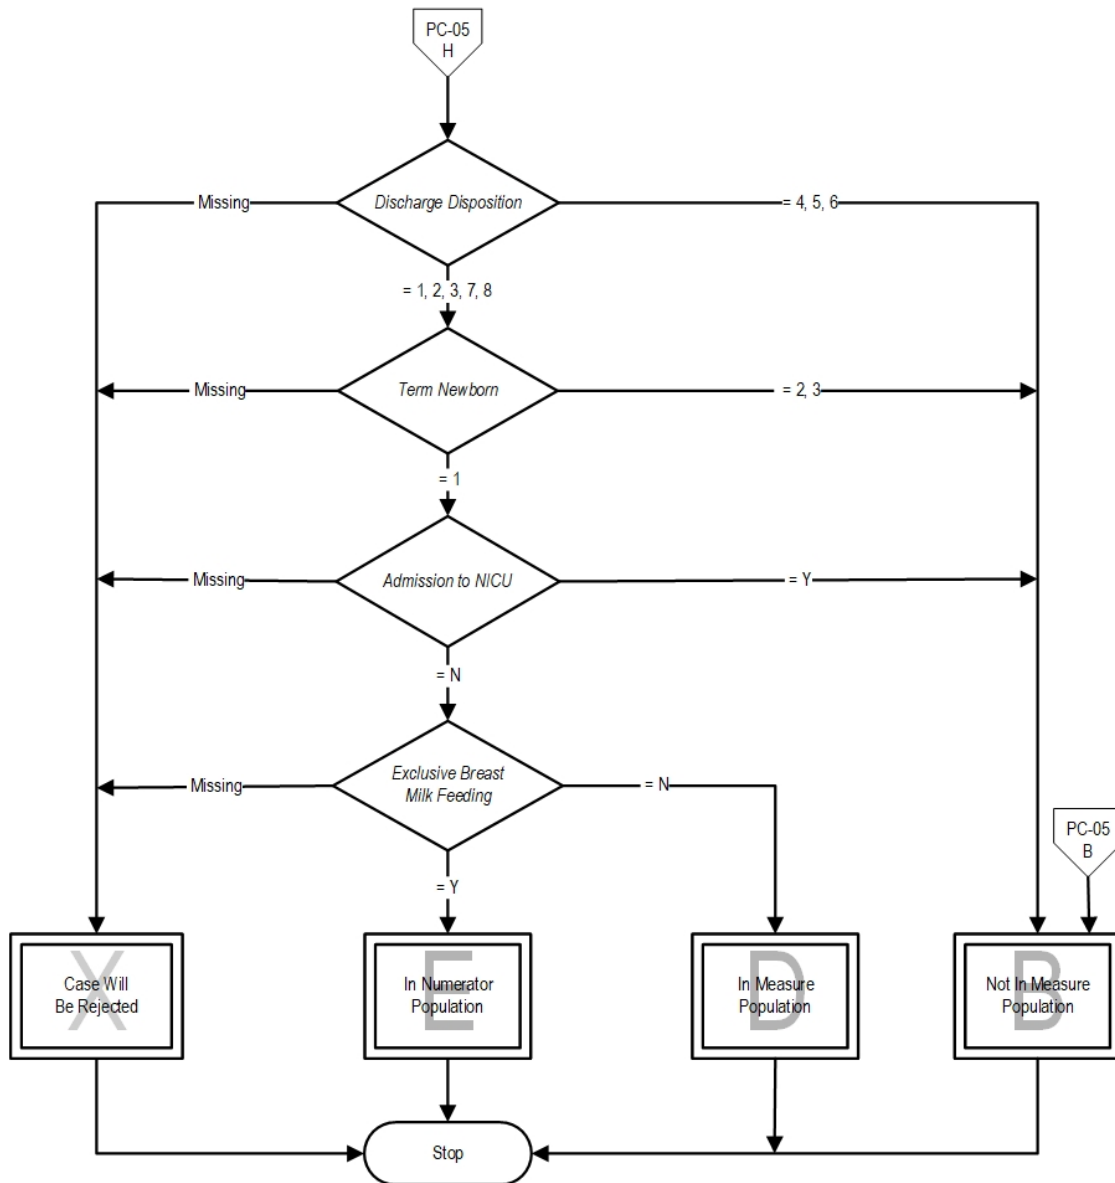 PC-05
H
Missing
Discharge Disposition
= 4, 5, 6
= 1, 2, 3, 7, 8
Missing
Term Newborn
= 2, 3
= 1
Missing
Admission to NICU
= Y
= N
Missing
Exclusive Breast
Milk Feeding
= N
PC-05
B
= Y
X
Case Will
Be Rejected
E
In Numerator
Population
D
In Measure
Population
B
Not In Measure
Population
Stop